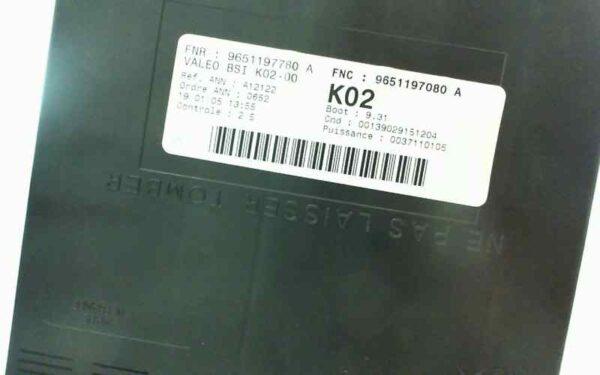 FNR : 9651197780 A
VALEO BSI K02-00
Ref. ANN : A12122
Ordre ANN : 0652
19.01.05 13:55
Controle : 2 5
FNC : 9651197080 A
K02
Boot : 9.31
Cnd : 00139029151204
Puissance : 0037110105
NE PAS LAISSER TOMBER